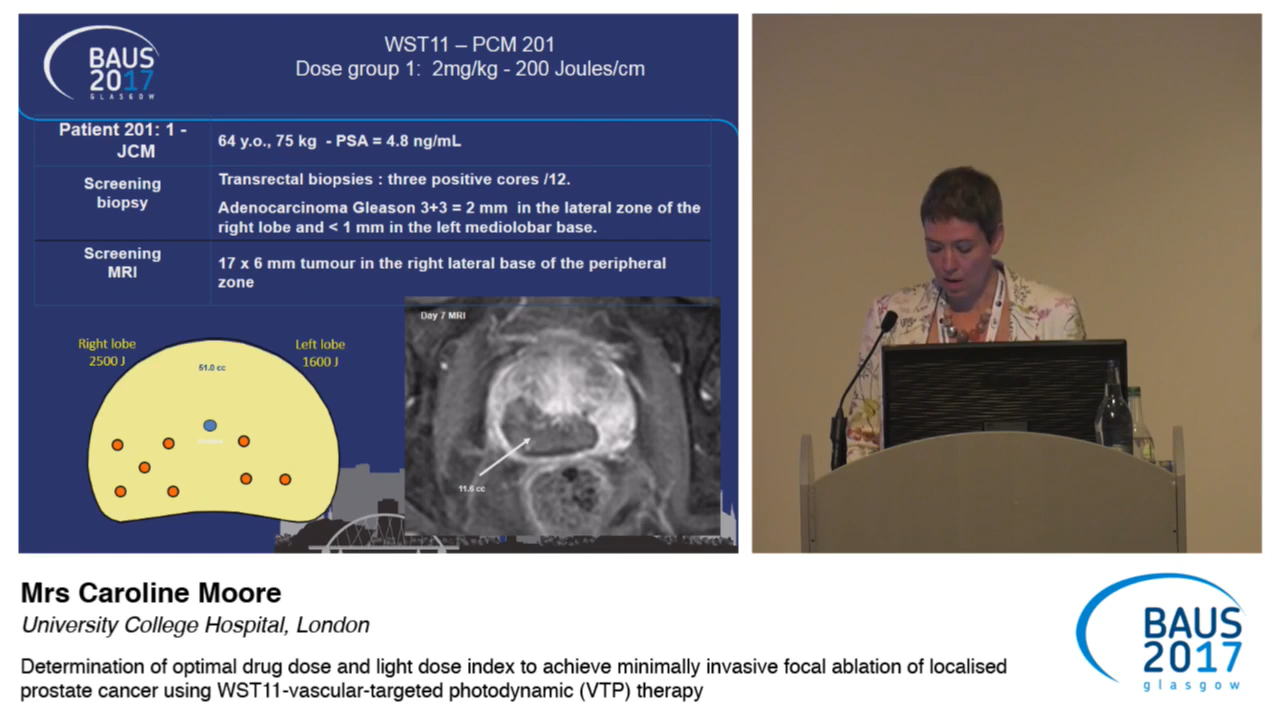 BAUS
2017
GLASGOW
WST11 – PCM 201
Dose group 1: 2mg/kg - 200 Joules/cm
Patient 201: 1 -
JCM
64 y.o., 75 kg - PSA = 4.8 ng/mL
Screening
biopsy
Transrectal biopsies : three positive cores /12.
Adenocarcinoma Gleason 3+3 = 2 mm in the lateral zone of the
right lobe and < 1 mm in the left mediolobar base.
Screening
MRI
17 x 6 mm tumour in the right lateral base of the peripheral
zone
Right lobe
2500 J
Left lobe
1600 J
51.0 cc
Day 7 MRI
11.6 cc
Mrs Caroline Moore
University College Hospital, London
Determination of optimal drug dose and light dose index to achieve minimally invasive focal ablation of localised
prostate cancer using WST11-vascular-targeted photodynamic (VTP) therapy
BAUS
2017
glasgow